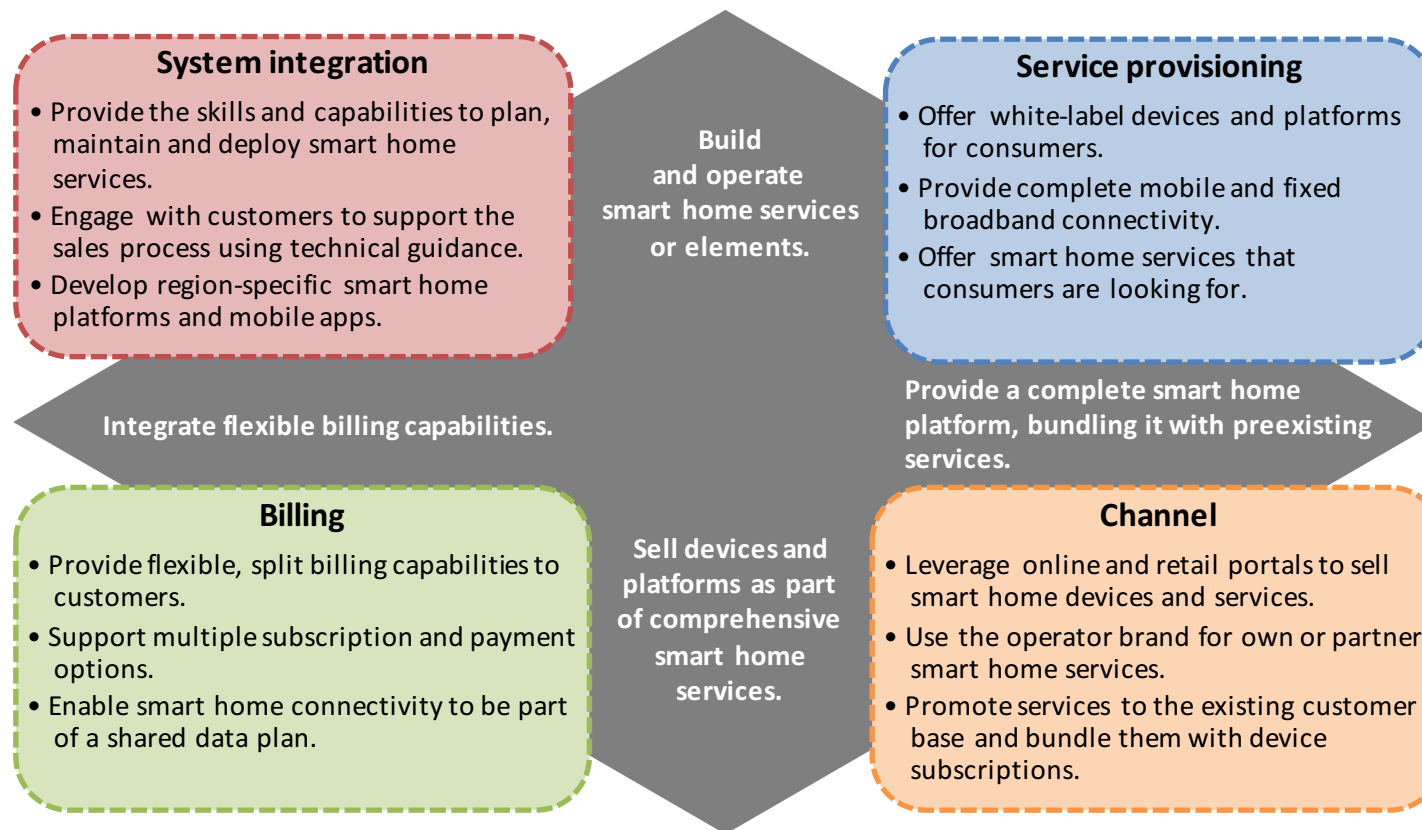 System integration
• Provide the skills and capabilities to plan,
maintain and deploy smart home
services.
• Engage with customers to support the
sales process using technical guidance.
• Develop region-specific smart home
platforms and mobile apps.
Build
and operate
smart home services
or elements.
Service provisioning
• Offer white-label devices and platforms
for consumers.
• Provide complete mobile and fixed
broadband connectivity.
• Offer smart home services that
consumers are looking for.
Integrate flexible billing capabilities.
Provide a complete smart home
platform, bundling it with preexisting
services.
Billing
• Provide flexible, split billing capabilities to
customers.
• Support multiple subscription and payment
options.
• Enable smart home connectivity to be part
of a shared data plan.
Sell devices and
platforms as part
of comprehensive
smart home
services.
Channel
• Leverage online and retail portals to sell
smart home devices and services.
• Use the operator brand for own or partner
smart home services.
• Promote services to the existing customer
base and bundle them with device
subscriptions.